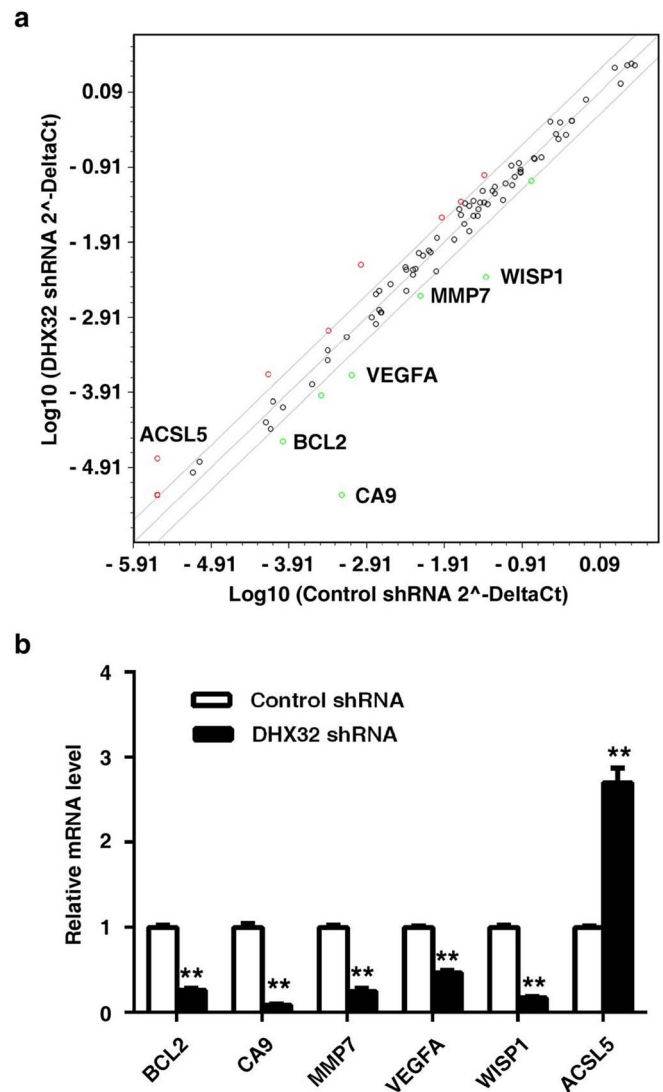 a
Log10 (DHX32 shRNA 2^-DeltaCt)
0.09
- 0.91
- 1.91
- 2.91
- 3.91
- 4.91
WISP1
MMP7
VEGFA
ACSL5
BCL2
CA9
- 5.91 - 4.91 - 3.91 - 2.91 - 1.91 - 0.91 0.09
Log10 (Control shRNA 2^-DeltaCt)
b
Relative mRNA level
4
3
2
1
0
Control shRNA
DHX32 shRNA
** ** ** ** ** **
BCL2 CA9 MMP7 VEGFA WISP1 ACSL5